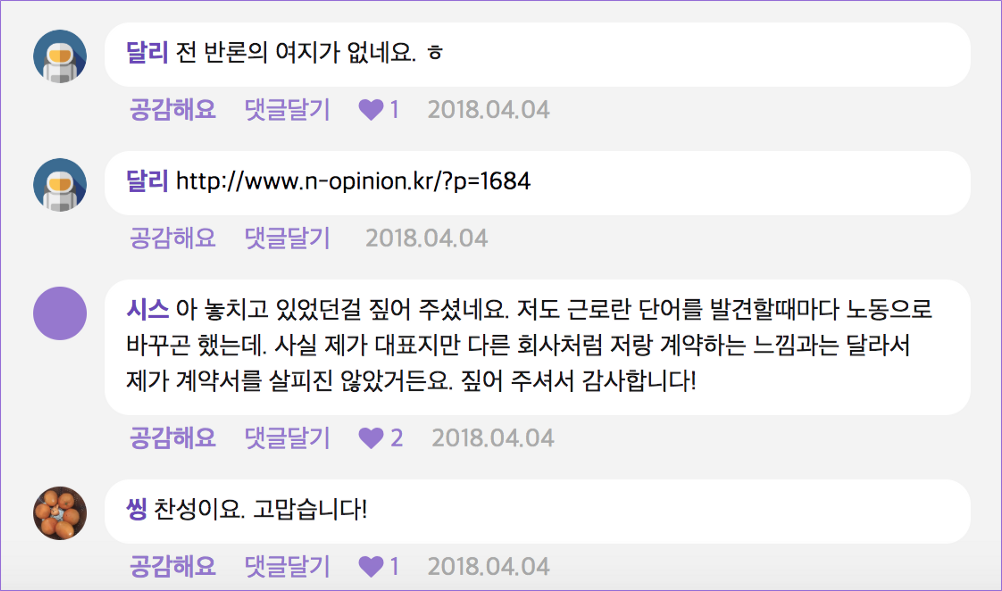 달리 전 반론의 여지가 없네요. ㅎ
공감해요 댓글달기 1 2018.04.04
달리 http://www.n-opinion.kr/?p=1684
공감해요 댓글달기 2018.04.04
시스 아 놓치고 있었던걸 짚어 주셨네요. 저도 근로란 단어를 발견할때마다 노동으로
바꾸곤 했는데. 사실 제가 대표지만 다른 회사처럼 저랑 계약하는 느낌과는 달라서
제가 계약서를 살피진 않았거든요. 짚어 주셔서 감사합니다!
공감해요 댓글달기 2 2018.04.04
씽 찬성이요. 고맙습니다!
공감해요 댓글달기 1 2018.04.04